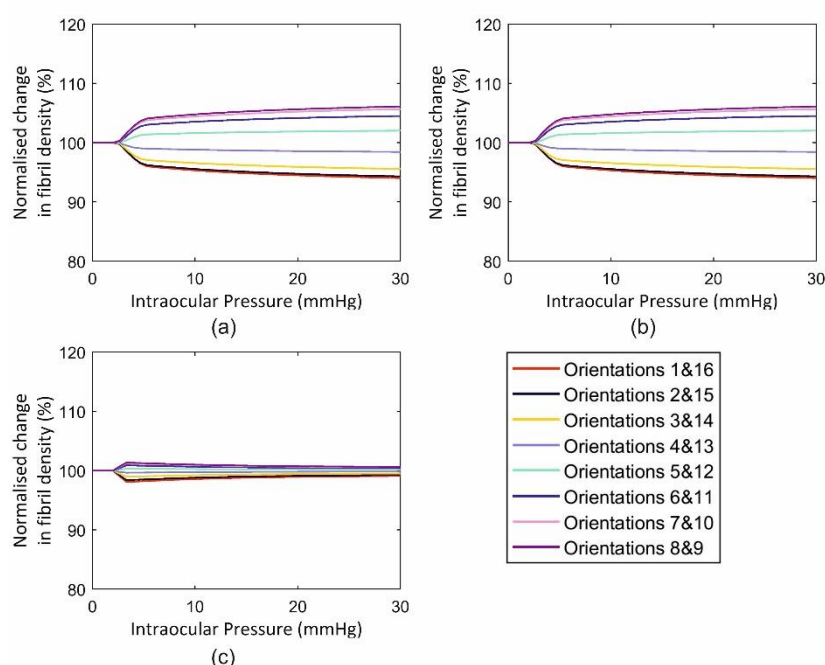 120
110
100
90
80
Normalised change
in fibril density (%)
0 10 20 30
Intraocular Pressure (mmHg)
(a)
120
110
100
90
80
Normalised change
in fibril density (%)
0 10 20 30
Intraocular Pressure (mmHg)
(b)
120
110
100
90
80
Normalised change
in fibril density (%)
0 10 20 30
Intraocular Pressure (mmHg)
(c)
Orientations 1&16
Orientations 2&15
Orientations 3&14
Orientations 4&13
Orientations 5&12
Orientations 6&11
Orientations 7&10
Orientations 8&9